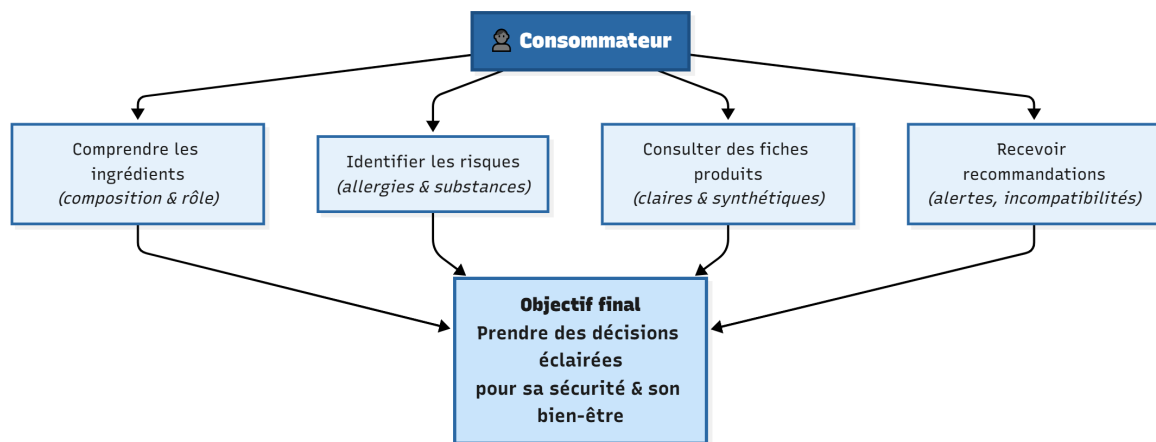 Consommateur
Comprendre les
ingrédients
(composition & rôle)
Identifier les risques
(allergies & substances)
Consulter des fiches
produits
(claires & synthétiques)
Recevoir
recommandations
(alertes, incompatibilités)
Objectif final
Prendre des décisions
éclairées
pour sa sécurité & son
bien-être